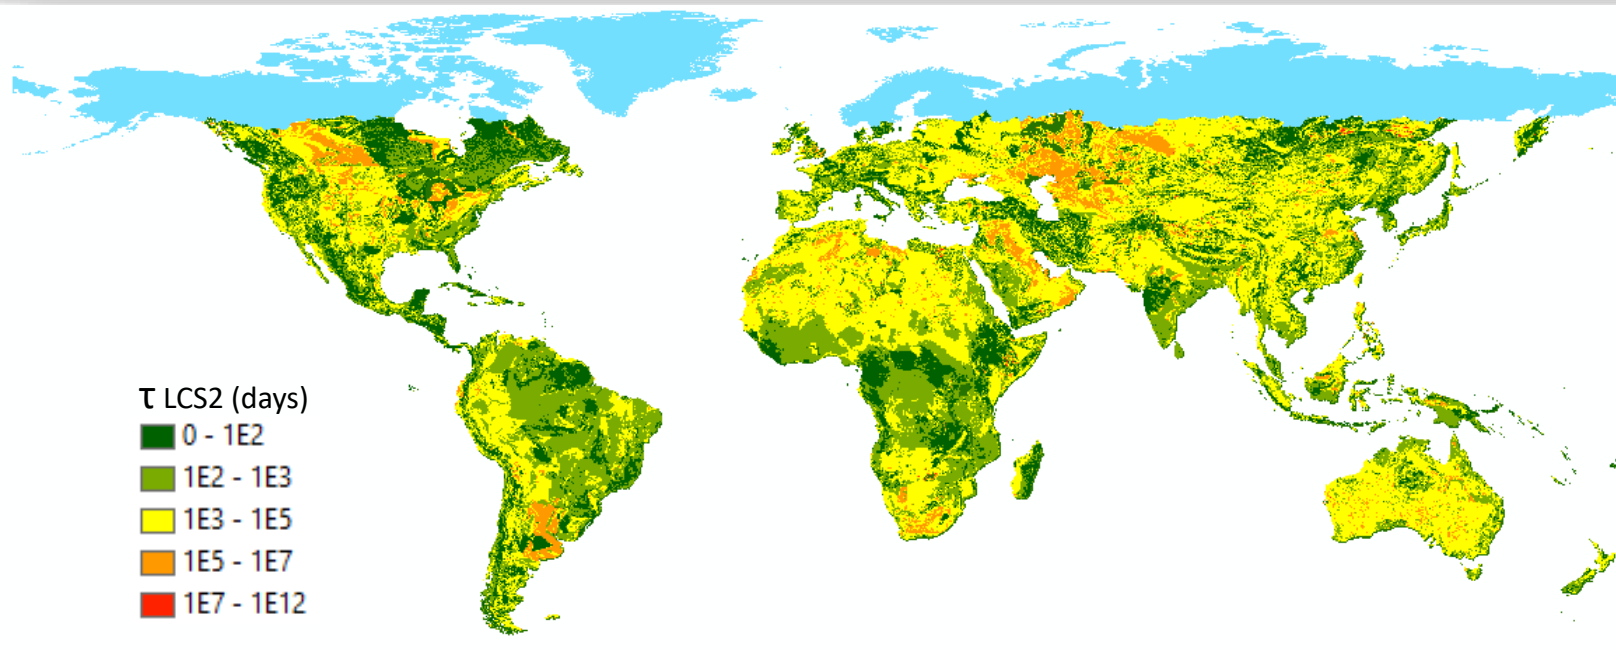 τ LCS2 (days)
0 - 1E2
1E2 - 1E3
1E3 - 1E5
1E5 - 1E7
1E7 - 1E12